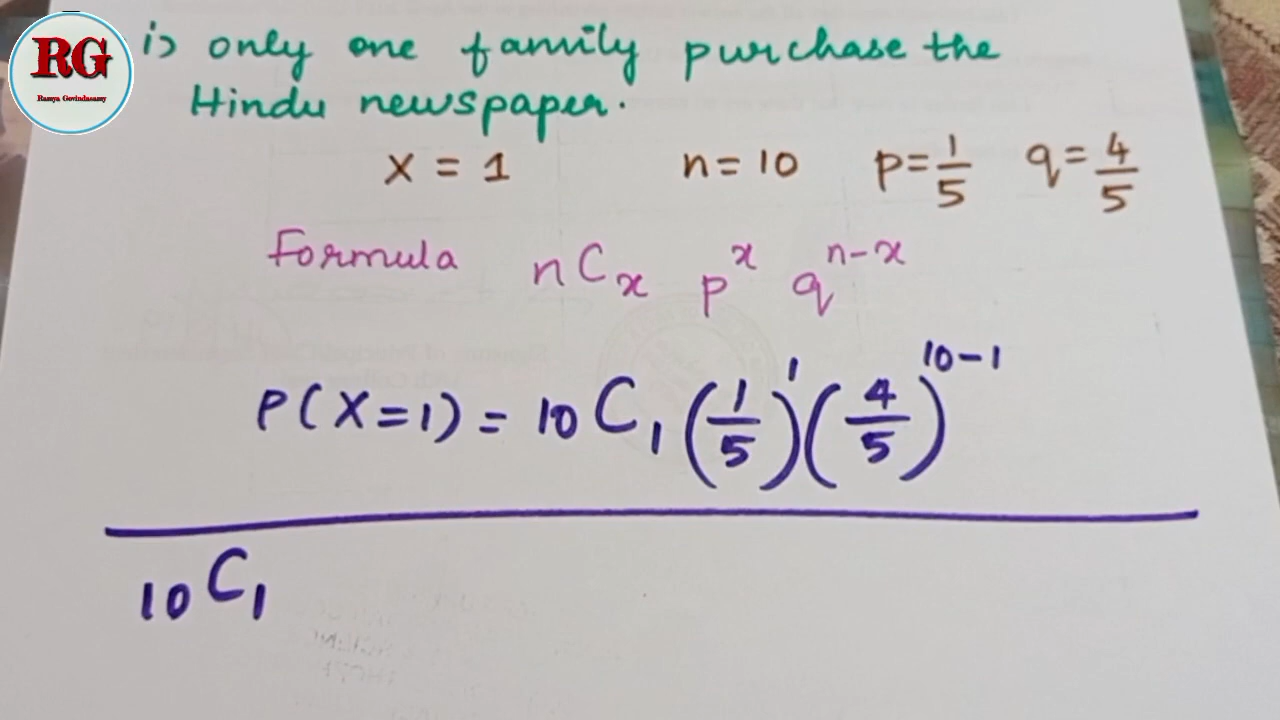 RG
Ramya Govindasamy
i) only one family purchase the
Hindu newspaper.
X = 1 n = 10 p = 1/5 q = 4/5
Formula nCx p^x q^(n-x)
P(X=1) = 10C1 (1/5)^1 (4/5)^(10-1)
10C1